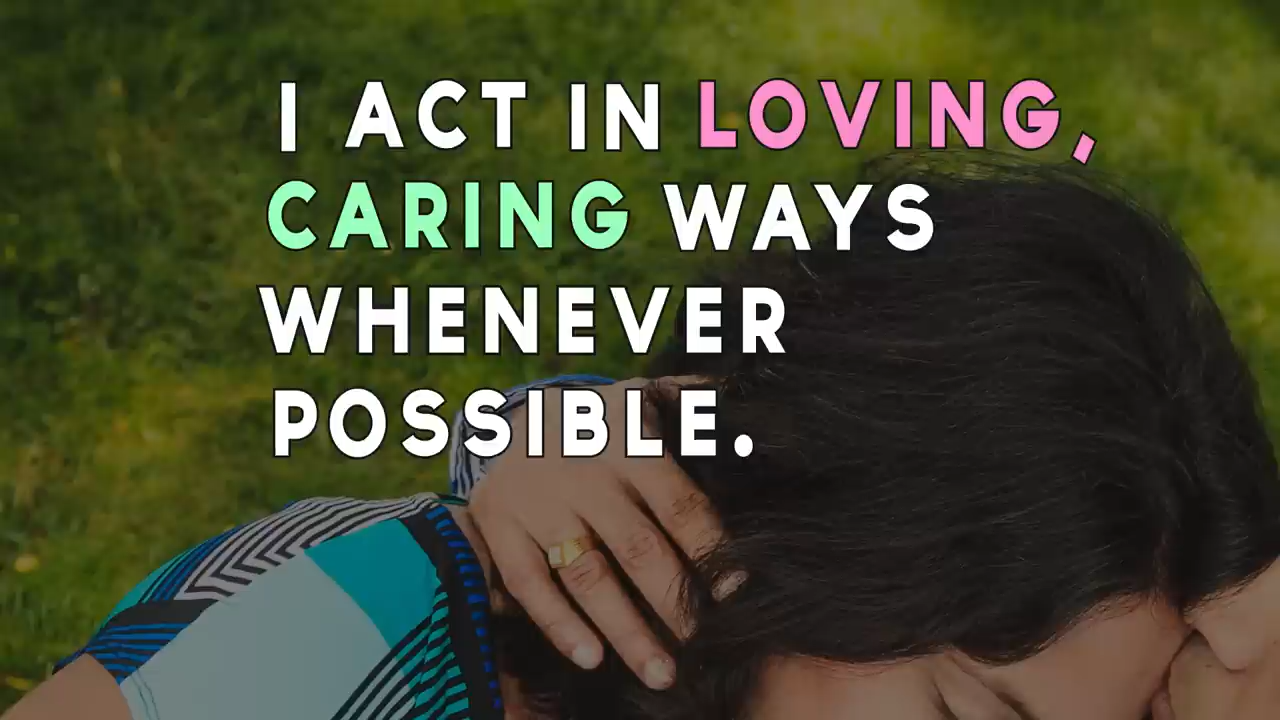 I ACT IN LOVING,
CARING WAYS
WHENEVER
POSSIBLE.